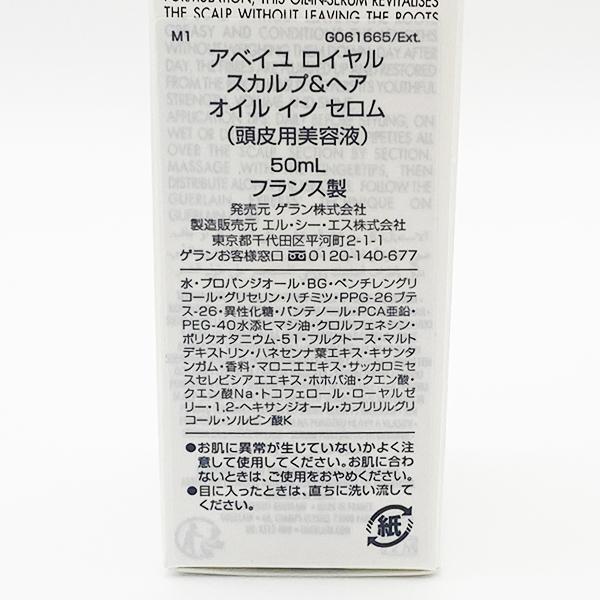 FORMULATION, THIS OIL-IN-SERUM REVITALISES
THE SCALP WITHOUT LEAVING THE ROOTS
M1 G061665/Ext.
アベイユ ロイヤル
スカルプ&ヘア
オイル イン セロム
(頭皮用美容液)
50mL
フランス製
発売元 ゲラン株式会社
製造販売元 エル・シー・エス株式会社
東京都千代田区平河町2-1-1
ゲランお客様窓口 0120-140-677
水・プロパンジオール・BG・ペンチレングリ
コール・グリセリン・ハチミツ・PPG-26ブテ
ス-26・異性化糖・パンテノール・PCA亜鉛・
PEG-40水添ヒマシ油・クロルフェネシン・
ポリクオタニウム-51・フルクトース・マルト
デキストリン・ハネセンナ葉エキス・キサンタ
ンガム・香料・マロニエエキス・サッカロミセ
スセレビシアエエキス・ホホバ油・クエン酸・
クエン酸Na・トコフェロール・ローヤルゼ
リー・1,2-ヘキサンジオール・カプリリルグリ
コール・ソルビン酸K
●お肌に異常が生じていないかよく注
意して使用してください。お肌に合わ
ないときは、ご使用をおやめください。
●目に入ったときは、直ちに洗い流して
ください。
紙